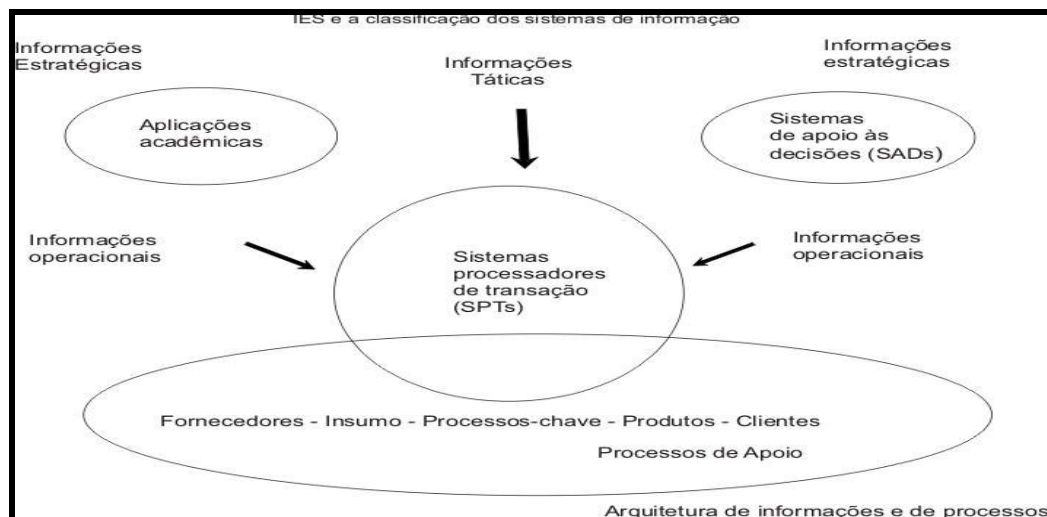 IES e a classificação dos sistemas de informação
Informações
Estratégicas
Informações
Táticas
Informações
estratégicas
Aplicações
acadêmicas
Sistemas
de apoio às
decisões (SADs)
Informações
operacionais
Sistemas
processadores
de transação
(SPTs)
Informações
operacionais
Fornecedores - Insumo - Processos-chave - Produtos - Clientes
Processos de Apoio
Arquitetura de informações e de processos